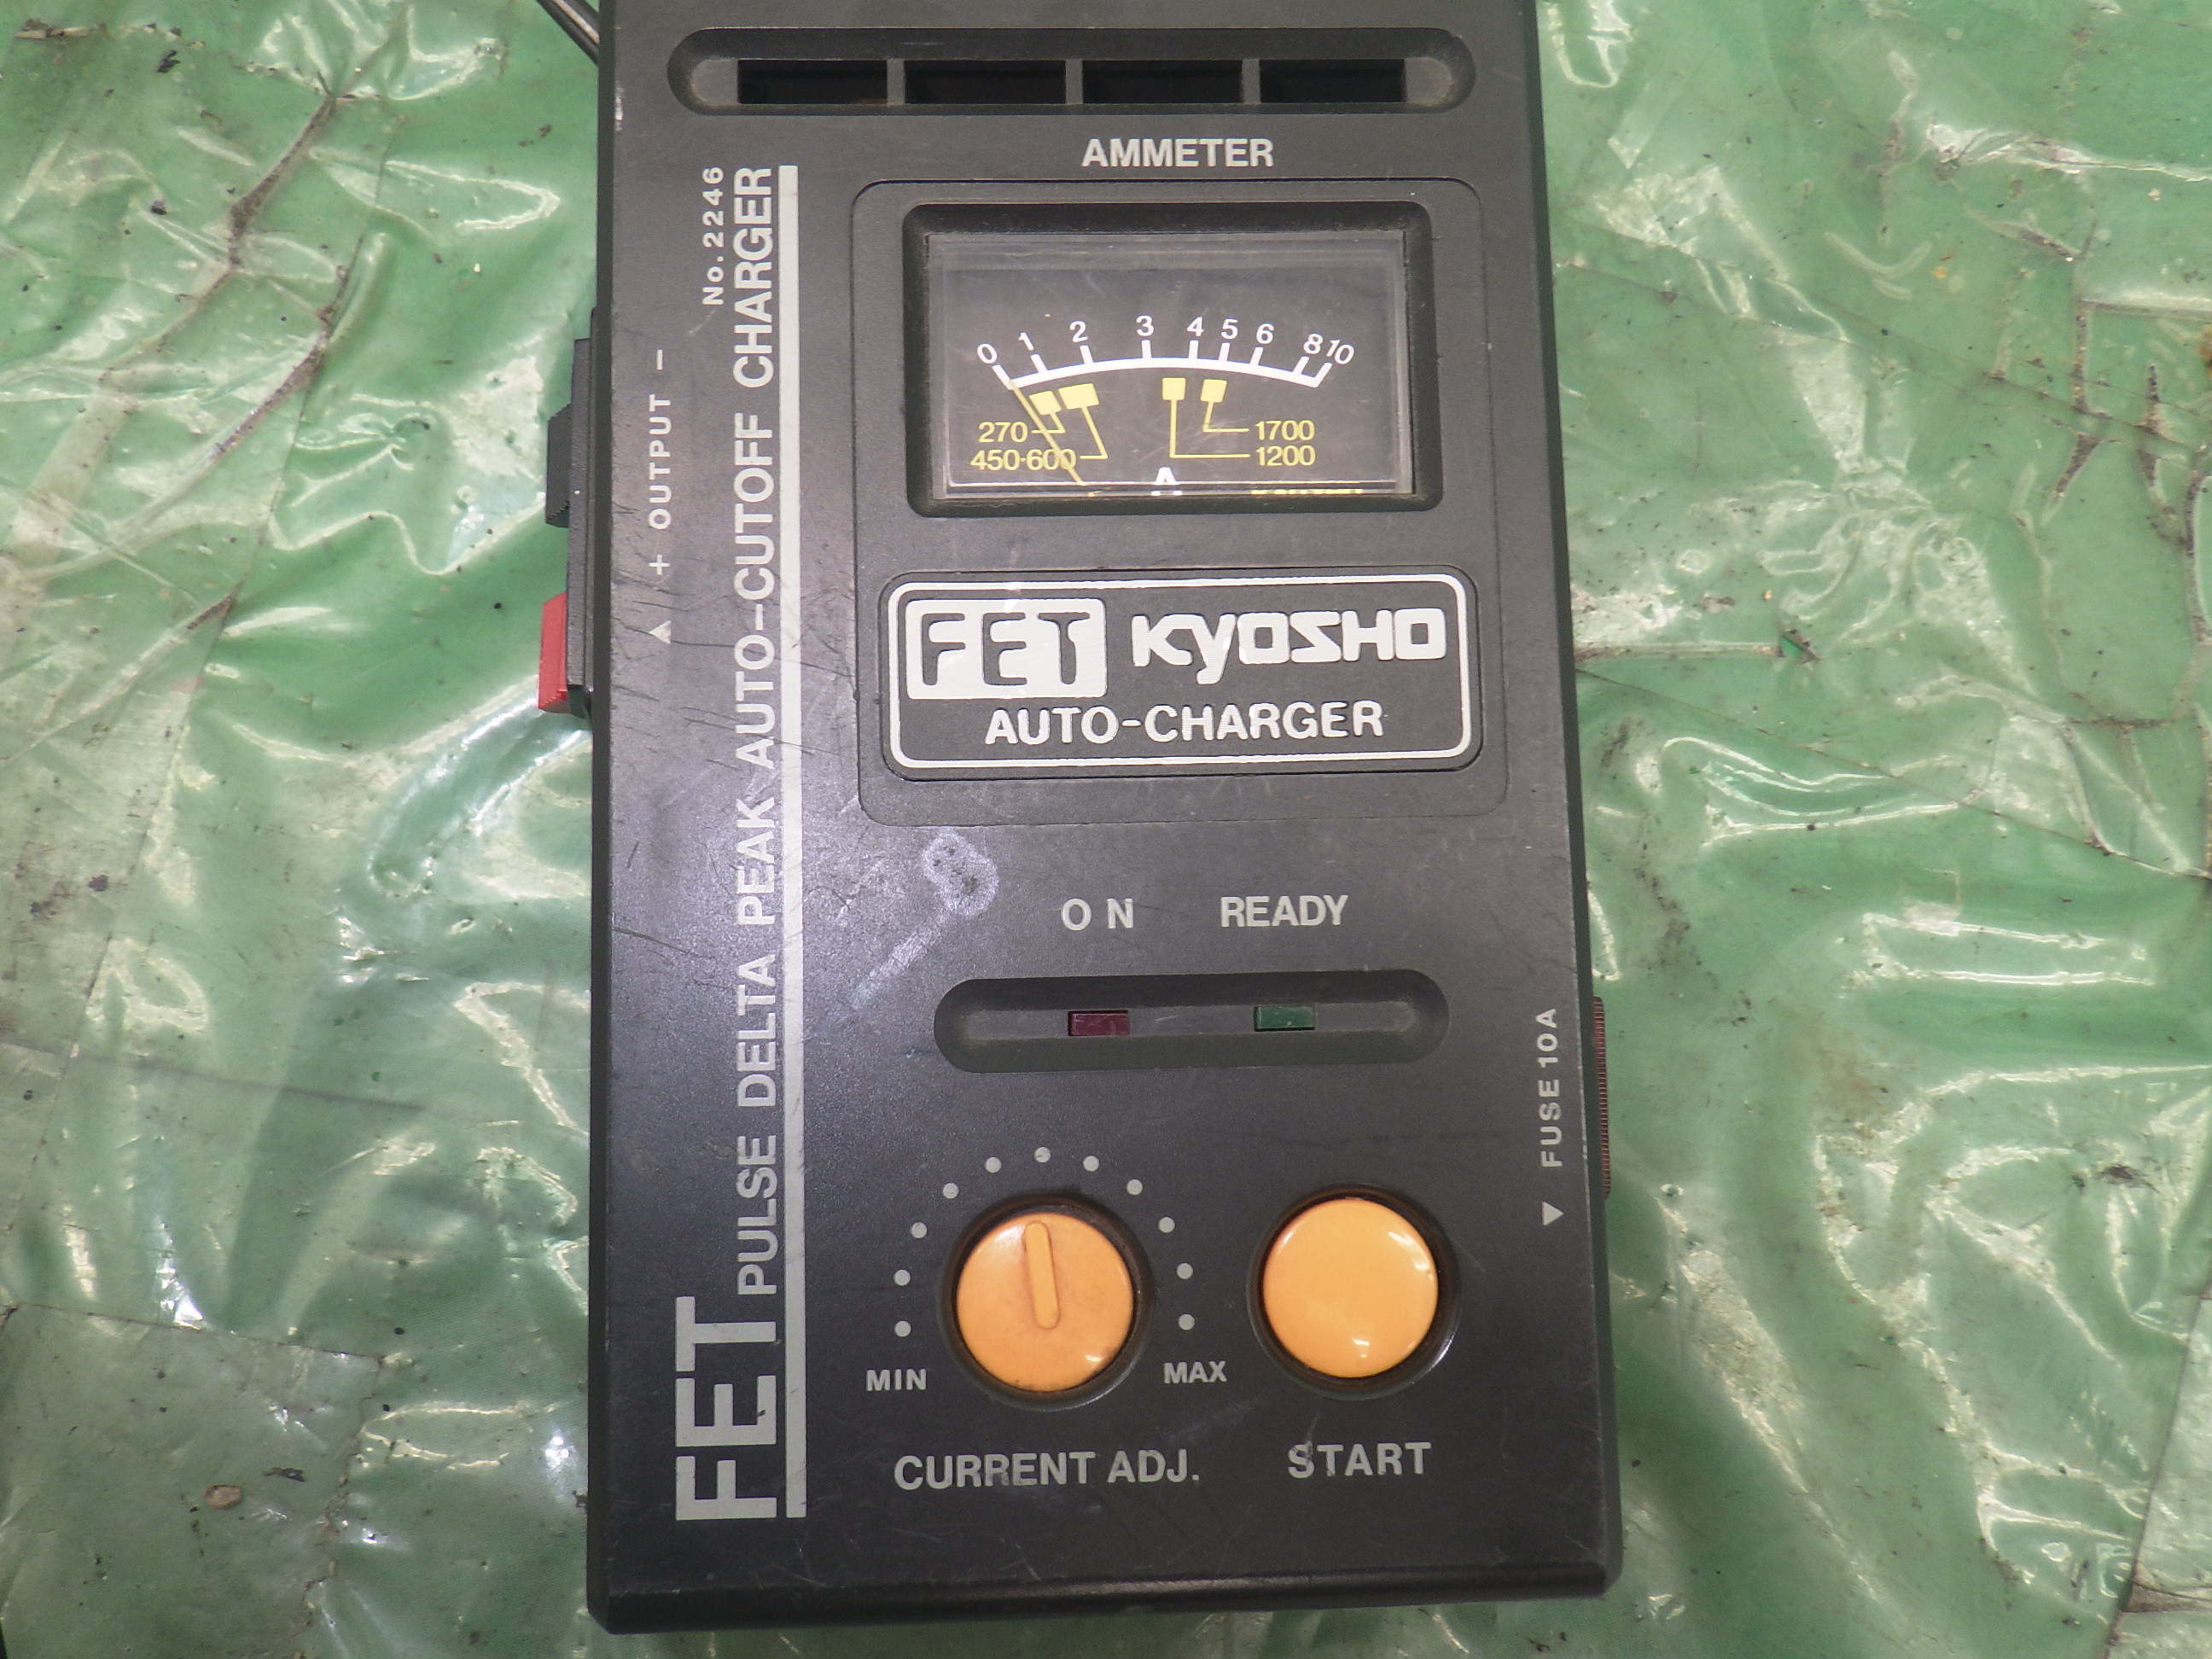 AMMETER
0 1 2 3 4 5 6 8 10
270
450·600
1700
1200
A
No.2246
FET PULSE DELTA PEAK AUTO-CUTOFF CHARGER
+ OUTPUT -
FET KYOSHO
AUTO-CHARGER
ON READY
FUSE 10A
MIN MAX
CURRENT ADJ. START